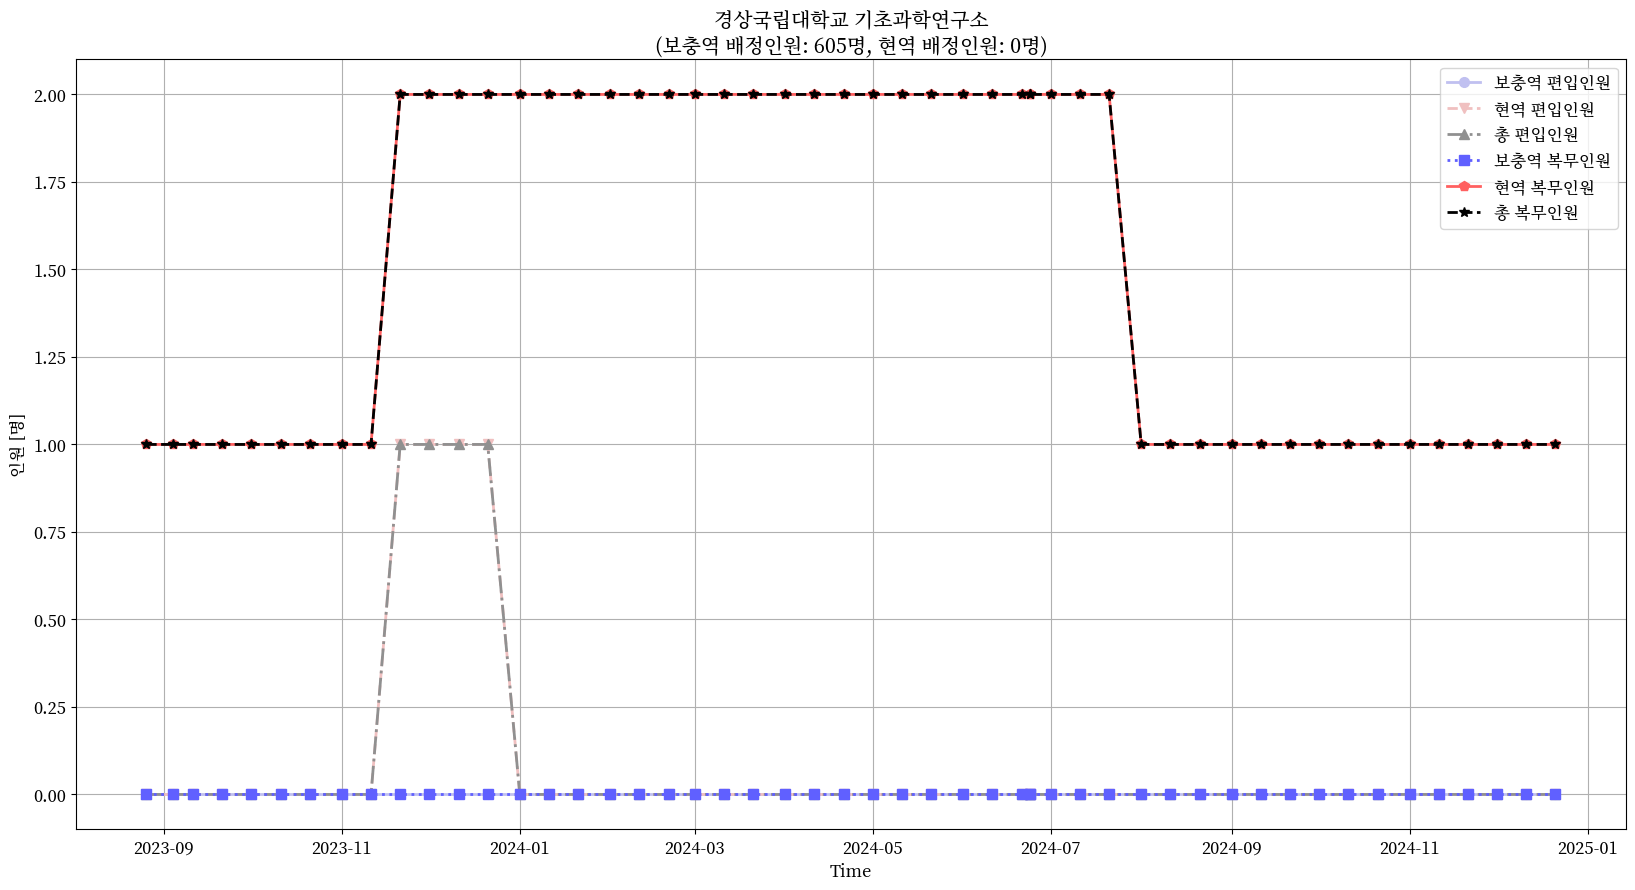 경상국립대학교 기초과학연구소
(보충역 배정인원: 605명, 현역 배정인원: 0명)
보충역 편입인원
현역 편입인원
총 편입인원
보충역 복무인원
현역 복무인원
총 복무인원
인원 [명]
2.00
1.75
1.50
1.25
1.00
0.75
0.50
0.25
0.00
2023-09
2023-11
2024-01
2024-03
2024-05
2024-07
2024-09
2024-11
2025-01
Time